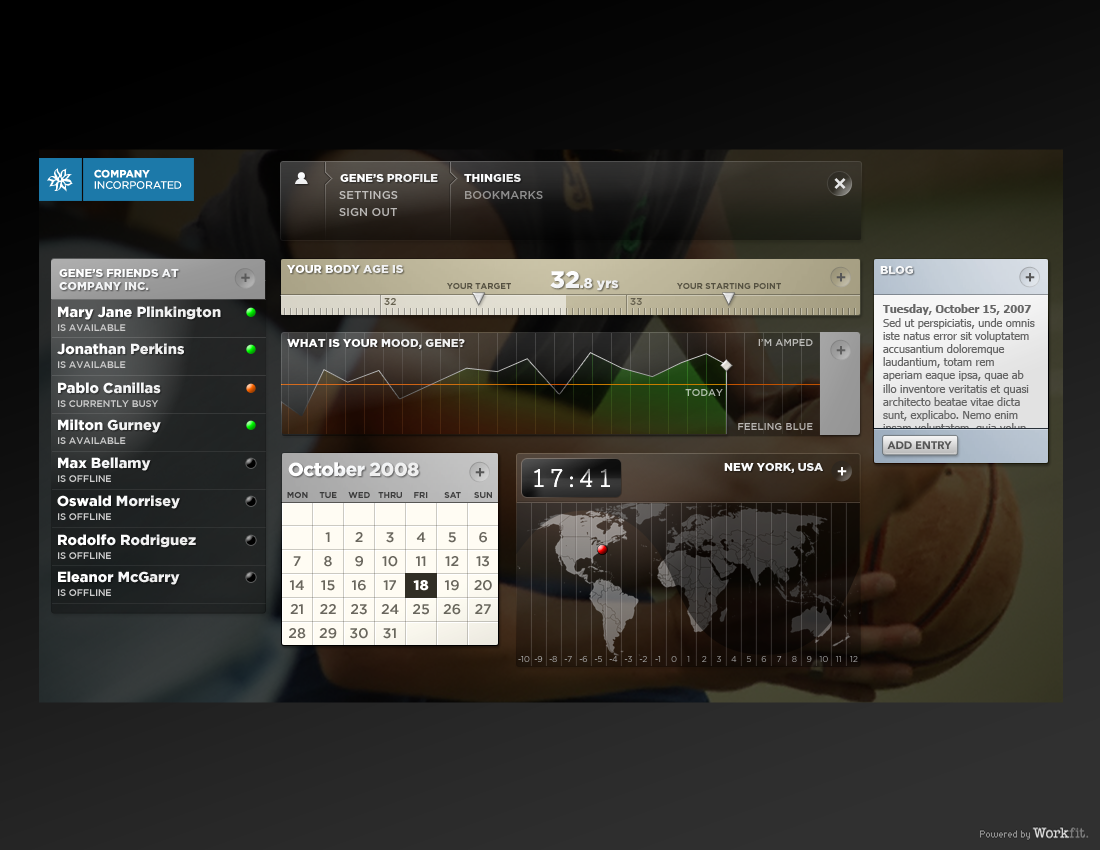 COMPANY
INCORPORATED
GENE'S PROFILE
SETTINGS
SIGN OUT
THINGIES
BOOKMARKS
GENE'S FRIENDS AT
COMPANY INC.
Mary Jane Plinkington
IS AVAILABLE
Jonathan Perkins
IS AVAILABLE
Pablo Canillas
IS CURRENTLY BUSY
Milton Gurney
IS AVAILABLE
Max Bellamy
IS OFFLINE
Oswald Morrisey
IS OFFLINE
Rodolfo Rodriguez
IS OFFLINE
Eleanor McGarry
IS OFFLINE
YOUR BODY AGE IS
32.8 yrs
YOUR TARGET
YOUR STARTING POINT
32
33
WHAT IS YOUR MOOD, GENE?
I'M AMPED
TODAY
FEELING BLUE
October 2008
MON TUE WED THRU FRI SAT SUN
1 2 3 4 5 6
7 8 9 10 11 12 13
14 15 16 17 18 19 20
21 22 23 24 25 26 27
28 29 30 31
17:41
NEW YORK, USA
-10 -9 -8 -7 -6 -5 -4 -3 -2 -1 0 1 2 3 4 5 6 7 8 9 10 11 12
BLOG
Tuesday, October 15, 2007
Sed ut perspiciatis, unde omnis
iste natus error sit voluptatem
accusantium doloremque
laudantium, totam rem
aperiam eaque ipsa, quae ab
illo inventore veritatis et quasi
architecto beatae vitae dicta
sunt, explicabo. Nemo enim
ipsam voluptatem, quia volup
ADD ENTRY
Powered by Workfit.